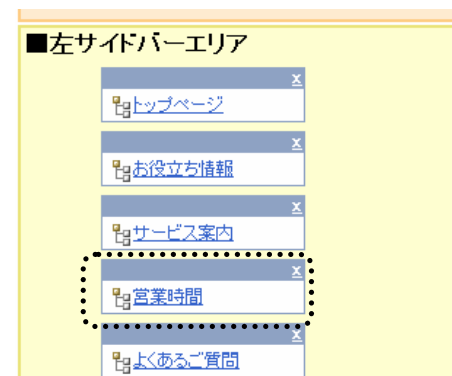 ■左サイドバーエリア
x
トップページ
x
お役立ち情報
x
サービス案内
x
営業時間
x
よくあるご質問